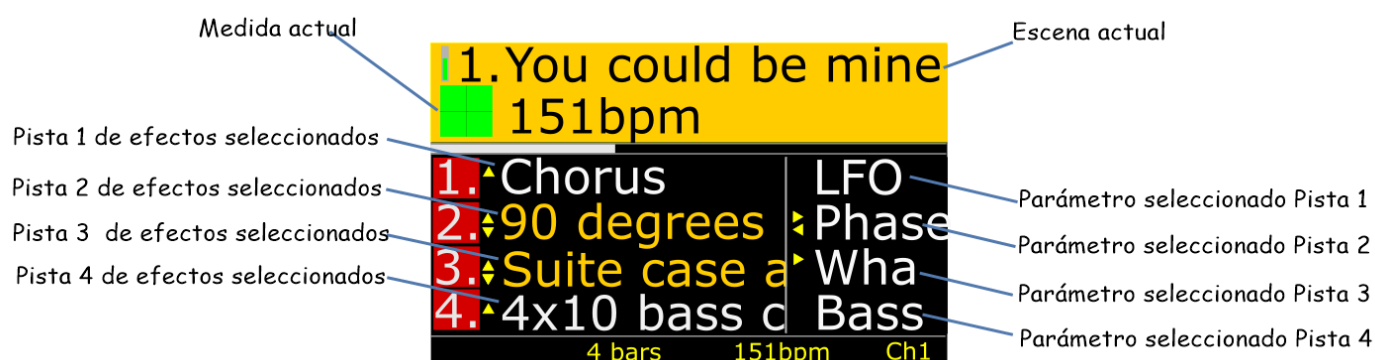 Medida actual
Escena actual
1.You could be mine
151bpm
Pista 1 de efectos seleccionados
Pista 2 de efectos seleccionados
Pista 3 de efectos seleccionados
Pista 4 de efectos seleccionados
1. Chorus LFO
2. 90 degrees Phase
3. Suite case a Wha
4. 4x10 bass c Bass
Parámetro seleccionado Pista 1
Parámetro seleccionado Pista 2
Parámetro seleccionado Pista 3
Parámetro seleccionado Pista 4
4 bars 151bpm Ch1